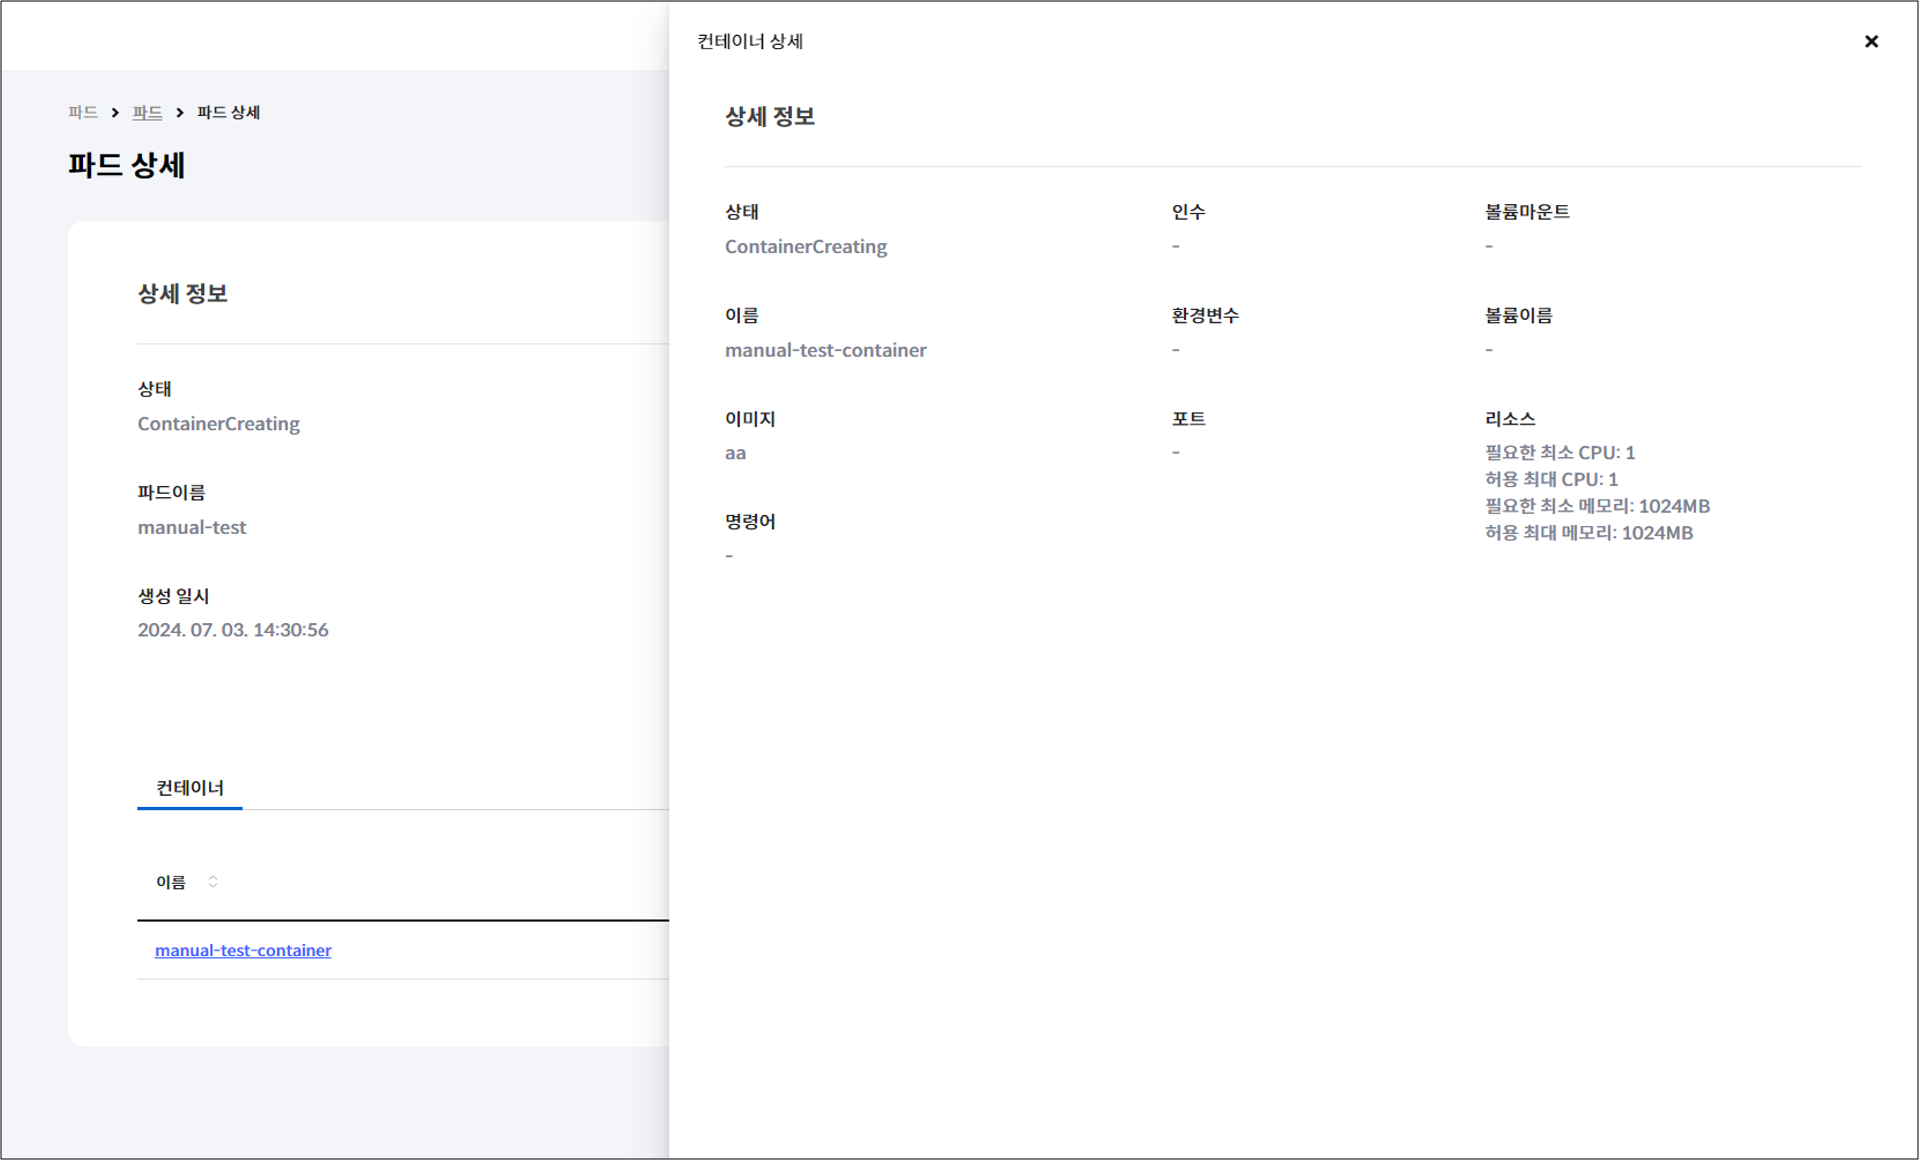 파드 > 파드 > 파드 상세
파드 상세
상세 정보
상태
ContainerCreating
파드이름
manual-test
생성 일시
2024. 07. 03. 14:30:56
컨테이너
이름
manual-test-container
컨테이너 상세
상세 정보
상태
ContainerCreating
이름
manual-test-container
이미지
aa
명령어
-
인수
-
환경변수
-
포트
-
볼륨마운트
-
볼륨이름
-
리소스
필요한 최소 CPU: 1
허용 최대 CPU: 1
필요한 최소 메모리: 1024MB
허용 최대 메모리: 1024MB